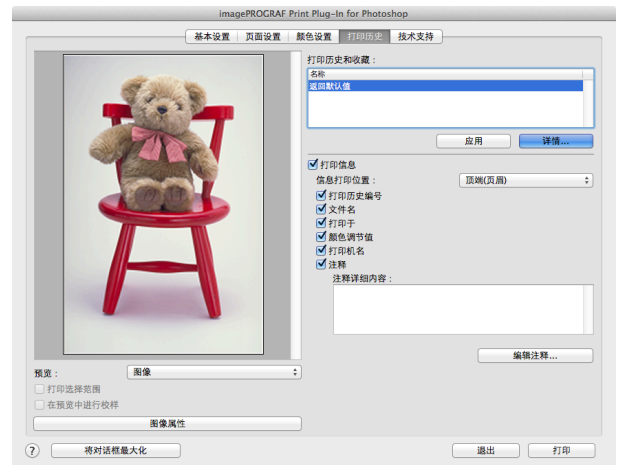 imagePROGRAF Print Plug-In for Photoshop
基本设置 页面设置 颜色设置 打印历史 技术支持
打印历史和收藏：
名称
返回默认值
应用 详情...
打印信息
信息打印位置： 顶端(页眉)
打印历史编号
文件名
打印于
颜色调节值
打印机名
注释
注释详细内容：
编辑注释...
预览： 图像
打印选择范围
在预览中进行校样
图像属性
? 将对话框最大化 退出 打印